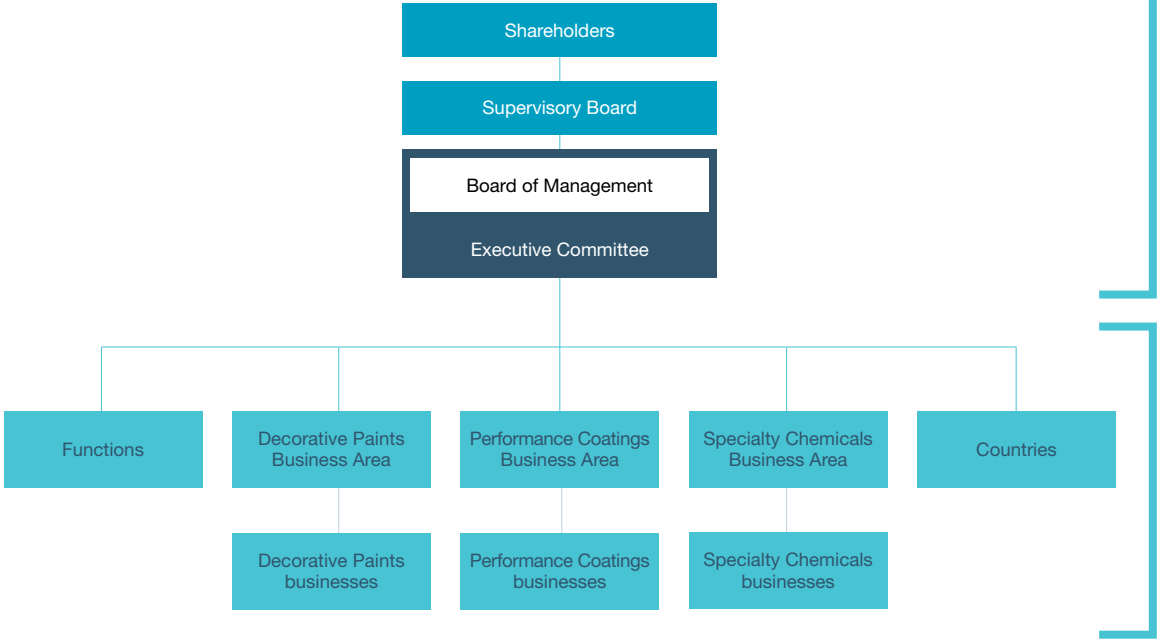 Shareholders
Supervisory Board
Board of Management
Executive Committee
Functions
Decorative Paints
Business Area
Performance Coatings
Business Area
Specialty Chemicals
Business Area
Countries
Decorative Paints
businesses
Performance Coatings
businesses
Specialty Chemicals
businesses